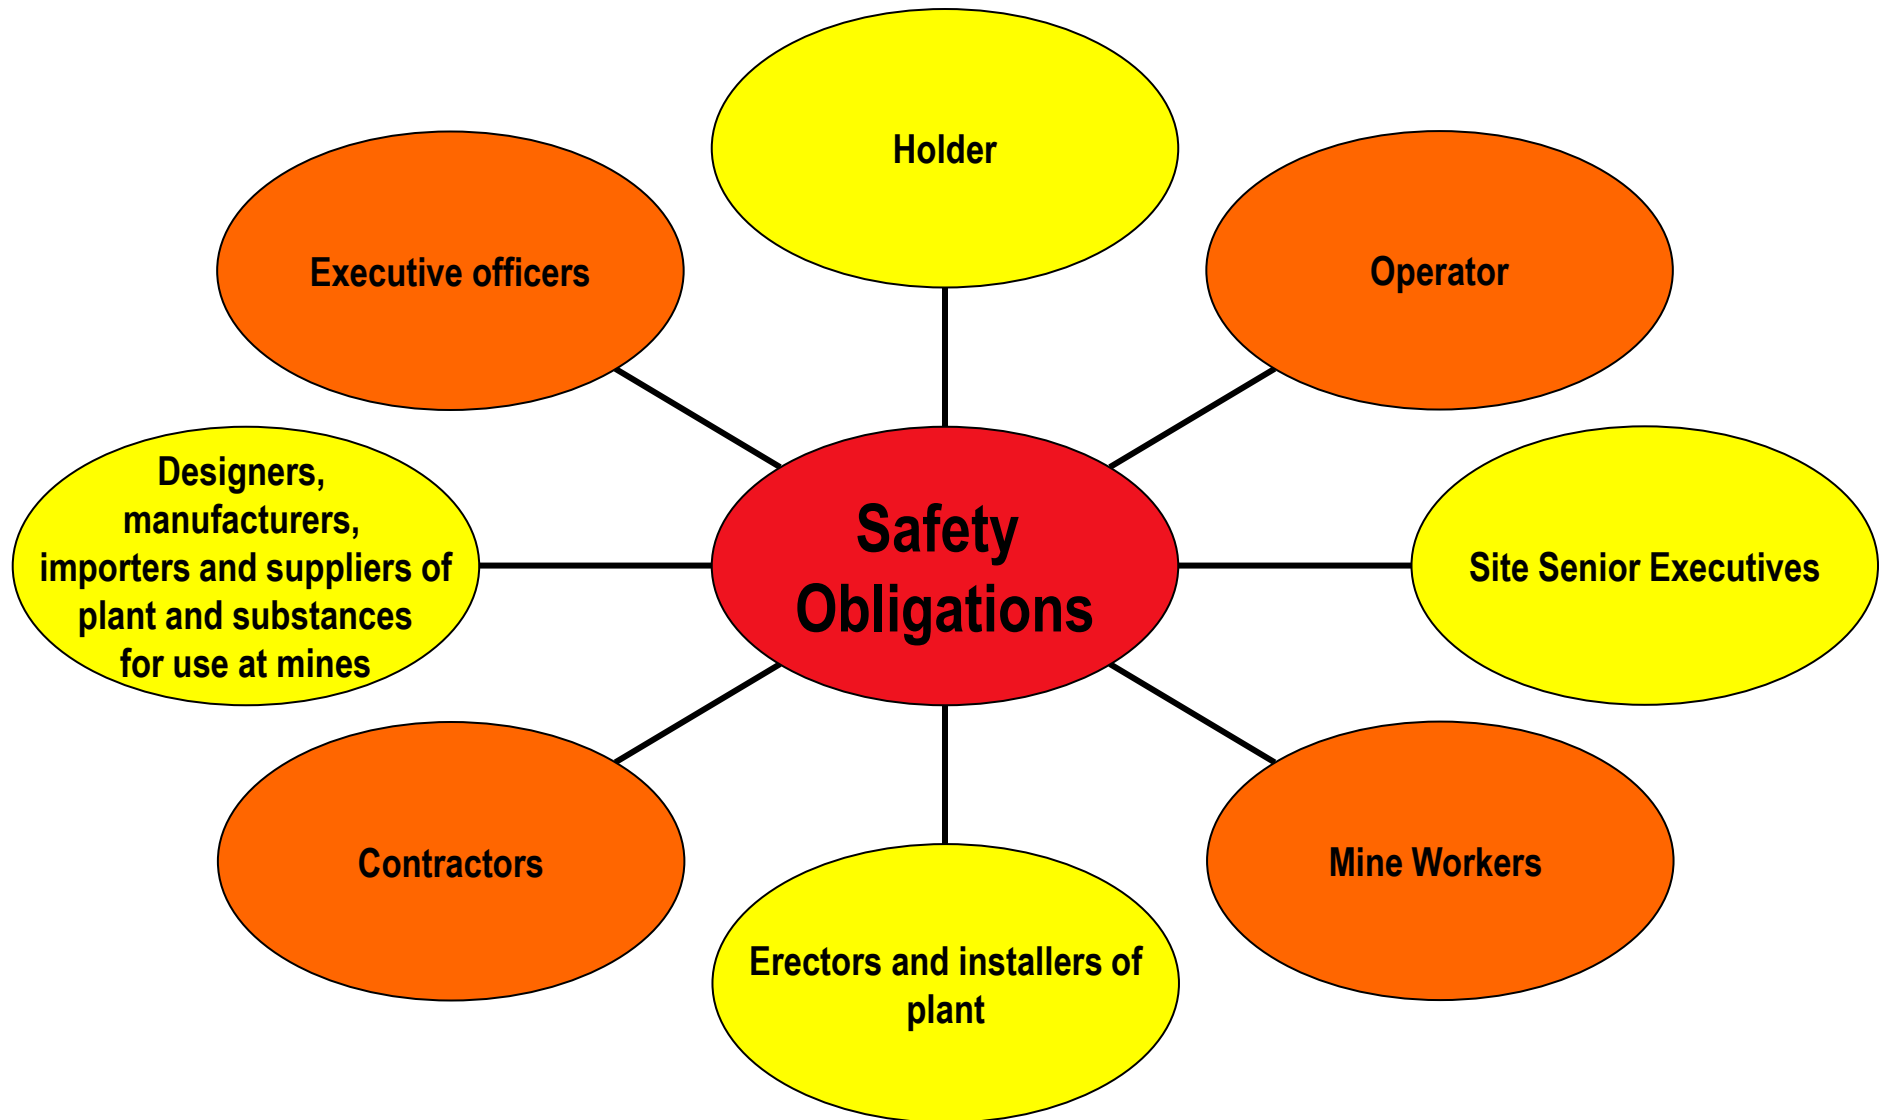 Holder
Executive officers
Operator
Designers,
manufacturers,
importers and suppliers of
plant and substances
for use at mines
Safety
Obligations
Site Senior Executives
Contractors
Mine Workers
Erectors and installers of
plant